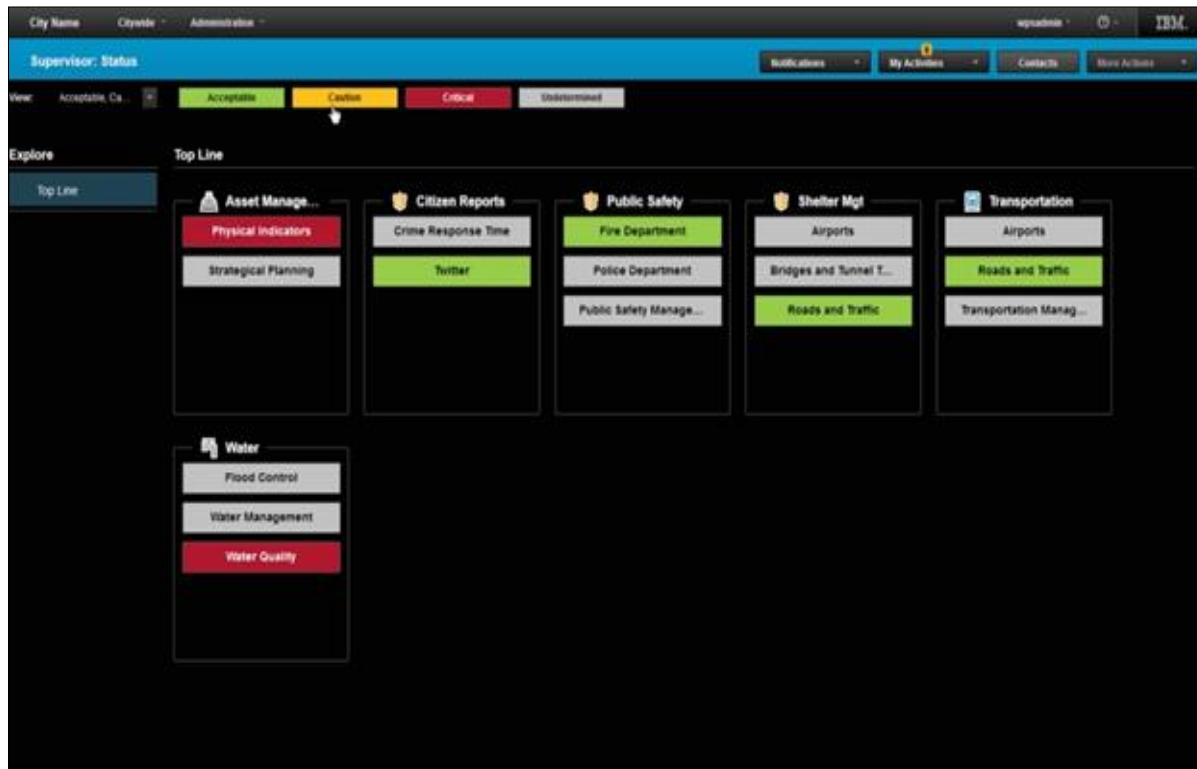 City Name Citywide Administration wpsadmin IBM.
Supervisor: Status Notifications My Activities Contacts More Actions
View: Acceptable, Ca... Acceptable Caution Critical Undetermined
Explore
Top Line
Top Line
Asset Manage...
Physical Indicators
Strategical Planning
Citizen Reports
Crime Response Time
Twitter
Public Safety
Fire Department
Police Department
Public Safety Manage...
Shelter Mgt
Airports
Bridges and Tunnel T...
Roads and Traffic
Transportation
Airports
Roads and Traffic
Transportation Manag...
Water
Flood Control
Water Management
Water Quality